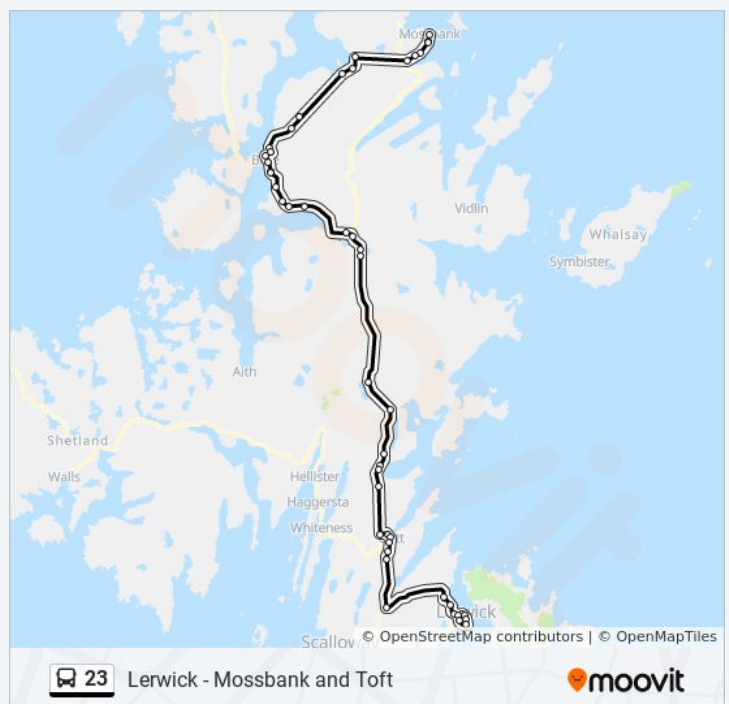 Mossbank
Vidlin
Whalsay
Symbister
Aith
Shetland
Walls
Hellister
Haggersta
Whiteness
Lerwick
Scalloway
© OpenStreetMap contributors | © OpenMapTiles
23 Lerwick - Mossbank and Toft
moovit